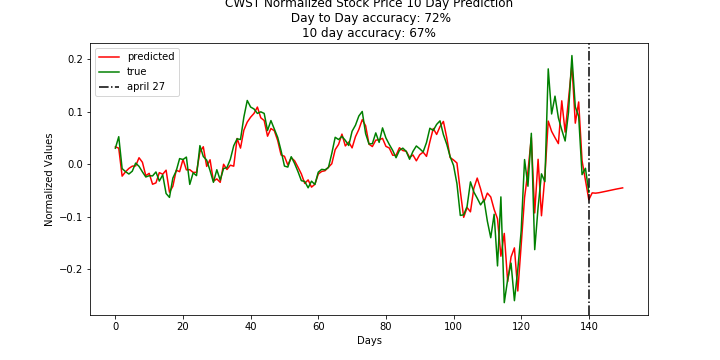 CWST Normalized Stock Price 10 Day Prediction
Day to Day accuracy: 72%
10 day accuracy: 67%
predicted
true
april 27
0.2
0.1
0.0
−0.1
−0.2
Normalized Values
0 20 40 60 80 100 120 140
Days